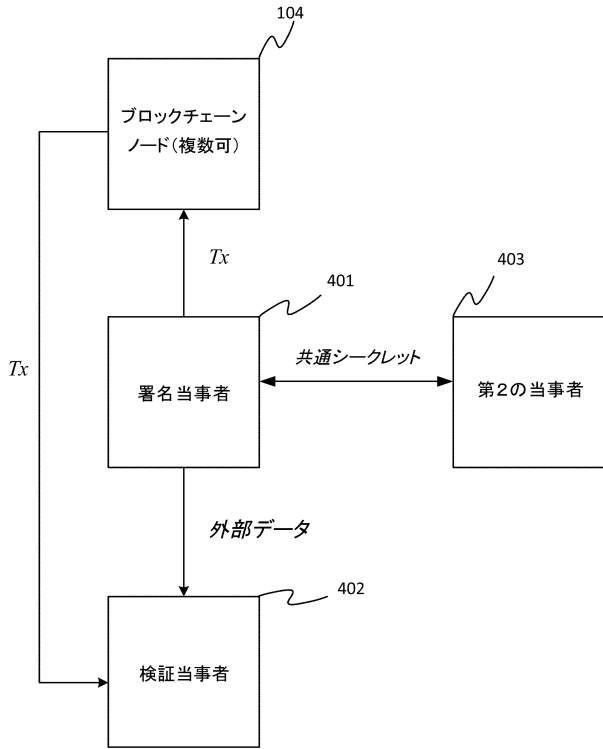 104
ブロックチェーン
ノード(複数可)
Tx
401
403
Tx
共通シークレット
署名当事者
第2の当事者
外部データ
402
検証当事者